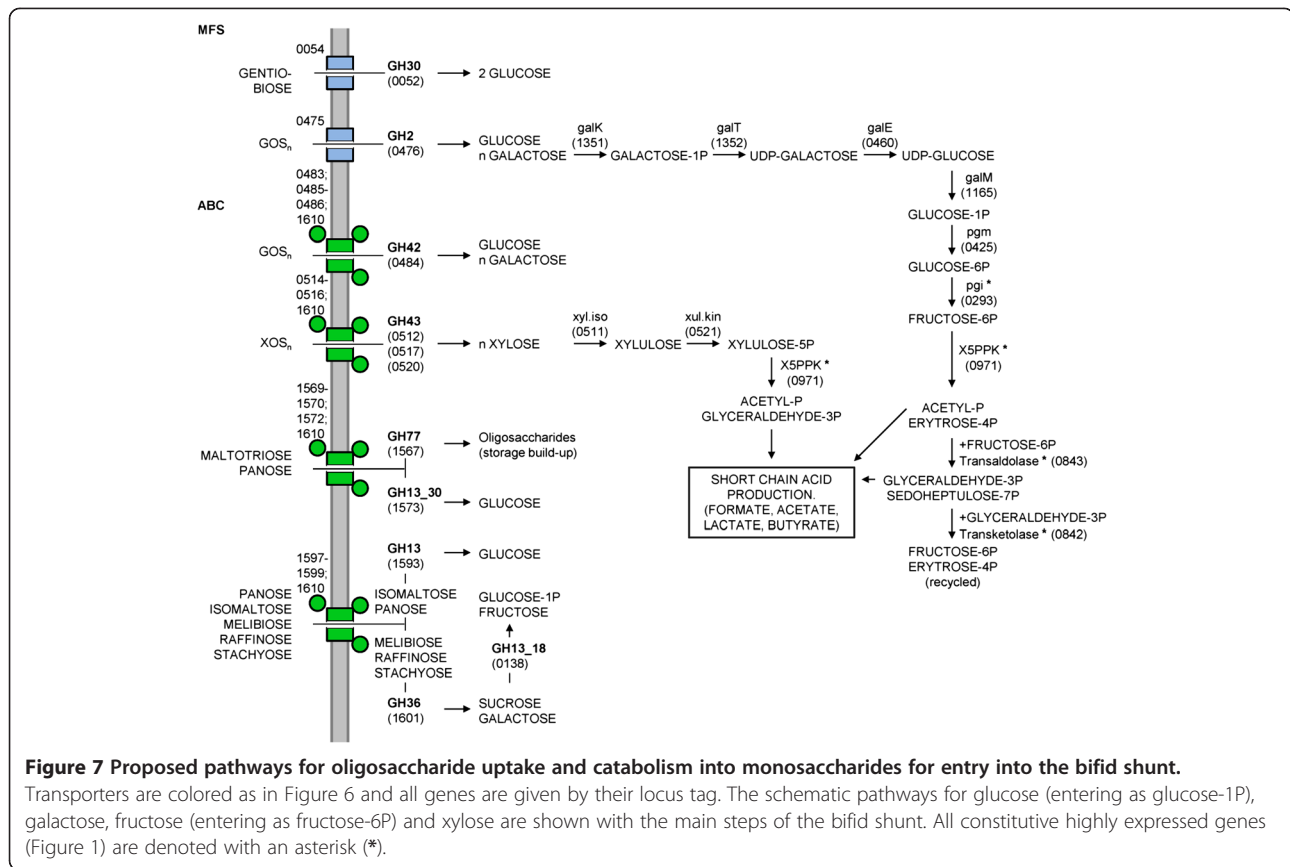 MFS
0054
GENTIO-
BIOSE
GH30
(0052)
2 GLUCOSE
0475
GOSn
GH2
(0476)
GLUCOSE
n GALACTOSE
galK
(1351)
GALACTOSE-1P
galT
(1352)
UDP-GALACTOSE
galE
(0460)
UDP-GLUCOSE
galM
(1165)
GLUCOSE-1P
pgm
(0425)
GLUCOSE-6P
pgi *
(0293)
FRUCTOSE-6P
X5PPK *
(0971)
ACETYL-P
ERYTROSE-4P
+FRUCTOSE-6P
Transaldolase * (0843)
GLYCERALDEHYDE-3P
SEDOHEPTULOSE-7P
+GLYCERALDEHYDE-3P
Transketolase * (0842)
FRUCTOSE-6P
ERYTROSE-4P
(recycled)
ABC
0483;
0485-
0486;
1610
GOSn
GH42
(0484)
GLUCOSE
n GALACTOSE
0514-
0516;
1610
XOSn
GH43
(0512)
(0517)
(0520)
n XYLOSE
xyl.iso
(0511)
XYLULOSE
xul.kin
(0521)
XYLULOSE-5P
X5PPK *
(0971)
ACETYL-P
GLYCERALDEHYDE-3P
SHORT CHAIN ACID
PRODUCTION.
(FORMATE, ACETATE,
LACTATE, BUTYRATE)
1569-
1570;
1572;
1610
MALTOTRIOSE
PANOSE
GH77
(1567)
Oligosaccharides
(storage build-up)
GH13_30
(1573)
GLUCOSE
1597-
1599;
1610
PANOSE
ISOMALTOSE
MELIBIOSE
RAFFINOSE
STACHYOSE
GH13
(1593)
GLUCOSE
ISOMALTOSE
PANOSE
MELIBIOSE
RAFFINOSE
STACHYOSE
GH36
(1601)
SUCROSE
GALACTOSE
GH13_18
(0138)
GLUCOSE-1P
FRUCTOSE
Figure 7 Proposed pathways for oligosaccharide uptake and catabolism into monosaccharides for entry into the bifid shunt.
Transporters are colored as in Figure 6 and all genes are given by their locus tag. The schematic pathways for glucose (entering as glucose-1P),
galactose, fructose (entering as fructose-6P) and xylose are shown with the main steps of the bifid shunt. All constitutive highly expressed genes
(Figure 1) are denoted with an asterisk (*).